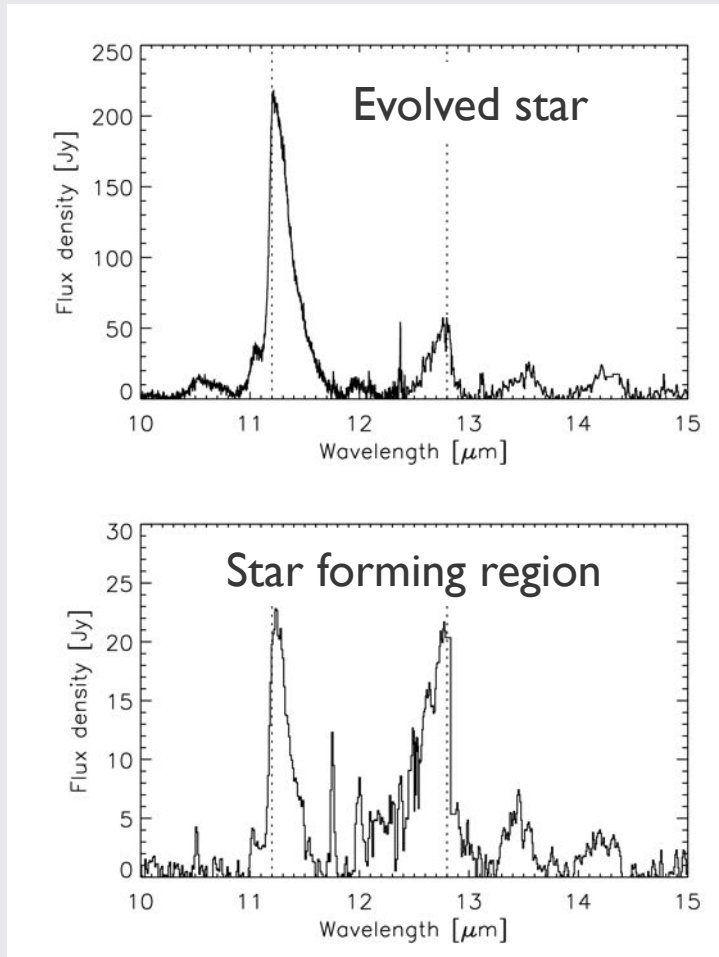 Evolved star
250
200
150
100
50
0
Flux density [Jy]
10 11 12 13 14 15
Wavelength [μm]
Star forming region
30
25
20
15
10
5
0
Flux density [Jy]
10 11 12 13 14 15
Wavelength [μm]